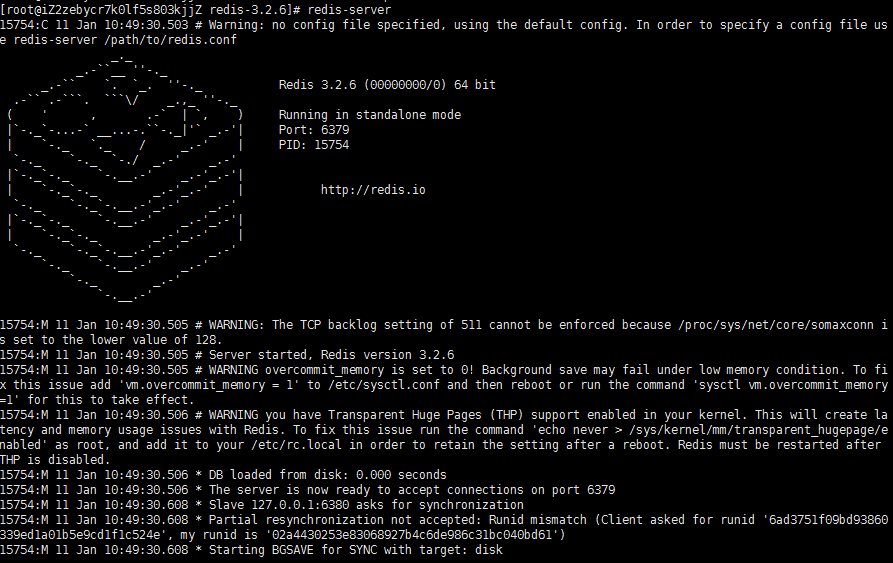 [root@iZ2zebycr7k0lf5s803kjjZ redis-3.2.6]# redis-server
15754:C 11 Jan 10:49:30.503 # Warning: no config file specified, using the default config. In order to specify a config file us
e redis-server /path/to/redis.conf
Redis 3.2.6 (00000000/0) 64 bit
Running in standalone mode
Port: 6379
PID: 15754
http://redis.io
15754:M 11 Jan 10:49:30.505 # WARNING: The TCP backlog setting of 511 cannot be enforced because /proc/sys/net/core/somaxconn i
s set to the lower value of 128.
15754:M 11 Jan 10:49:30.505 # Server started, Redis version 3.2.6
15754:M 11 Jan 10:49:30.505 # WARNING overcommit_memory is set to 0! Background save may fail under low memory condition. To fi
x this issue add 'vm.overcommit_memory = 1' to /etc/sysctl.conf and then reboot or run the command 'sysctl vm.overcommit_memory
=1' for this to take effect.
15754:M 11 Jan 10:49:30.506 # WARNING you have Transparent Huge Pages (THP) support enabled in your kernel. This will create la
tency and memory usage issues with Redis. To fix this issue run the command 'echo never > /sys/kernel/mm/transparent_hugepage/e
nabled' as root, and add it to your /etc/rc.local in order to retain the setting after a reboot. Redis must be restarted after
THP is disabled.
15754:M 11 Jan 10:49:30.506 * DB loaded from disk: 0.000 seconds
15754:M 11 Jan 10:49:30.506 * The server is now ready to accept connections on port 6379
15754:M 11 Jan 10:49:30.608 * Slave 127.0.0.1:6380 asks for synchronization
15754:M 11 Jan 10:49:30.608 * Partial resynchronization not accepted: Runid mismatch (Client asked for runid '6ad3751f09bd93860
339ed1a01b5e9cd1f1c524e', my runid is '02a4430253e83068927b4c6de986c31bc040bd61')
15754:M 11 Jan 10:49:30.608 * Starting BGSAVE for SYNC with target: disk